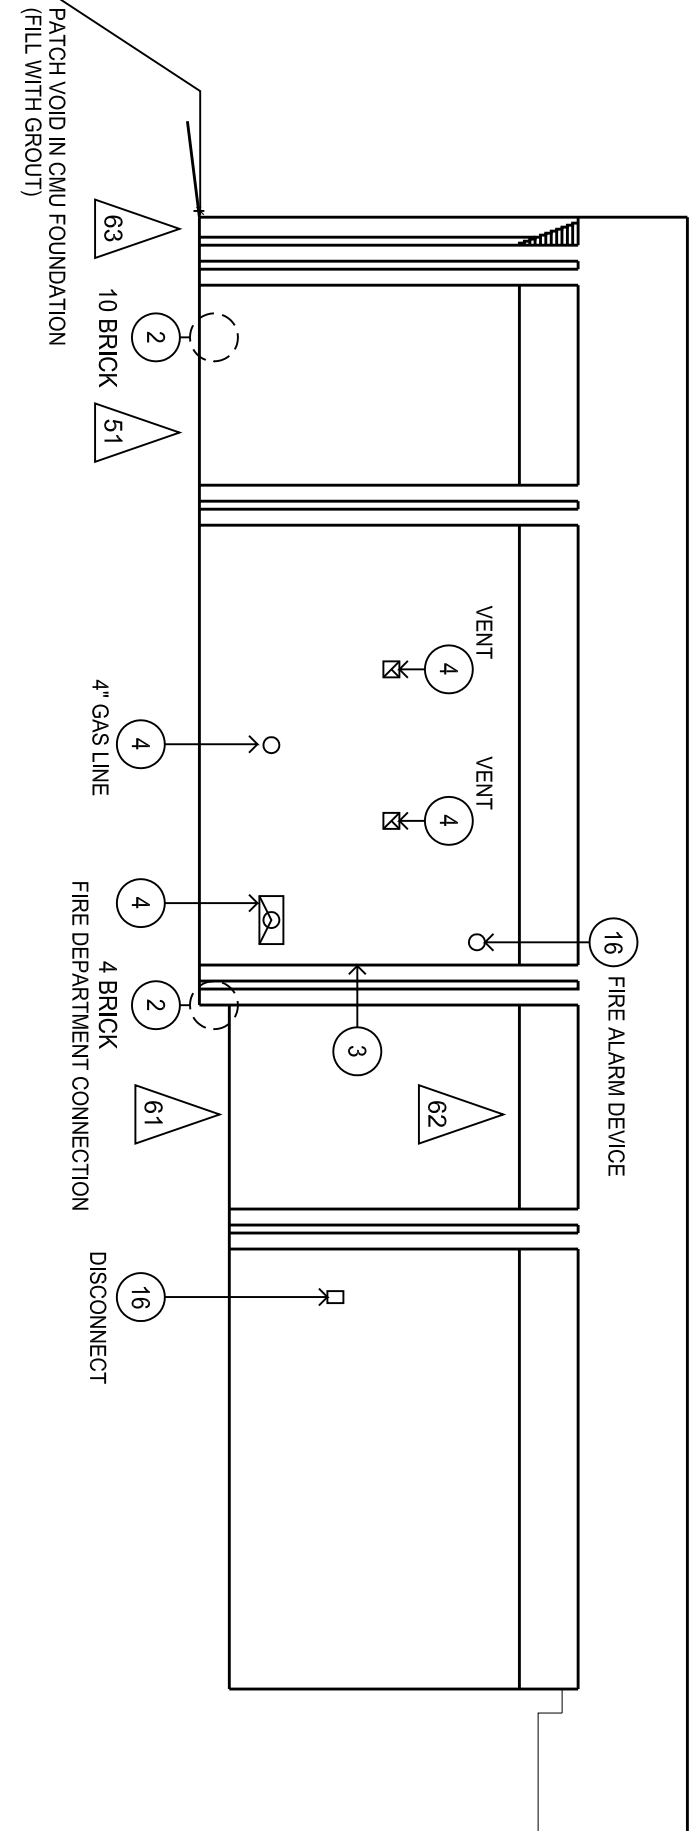 16
FIRE ALARM DEVICE
VENT
4
VENT
4
62
3
4" GAS LINE
4
4
61
16
DISCONNECT
63
10 BRICK
2
51
4 BRICK
2
FIRE DEPARTMENT CONNECTION
PATCH VOID IN CMU FOUNDATION
(FILL WITH GROUT)